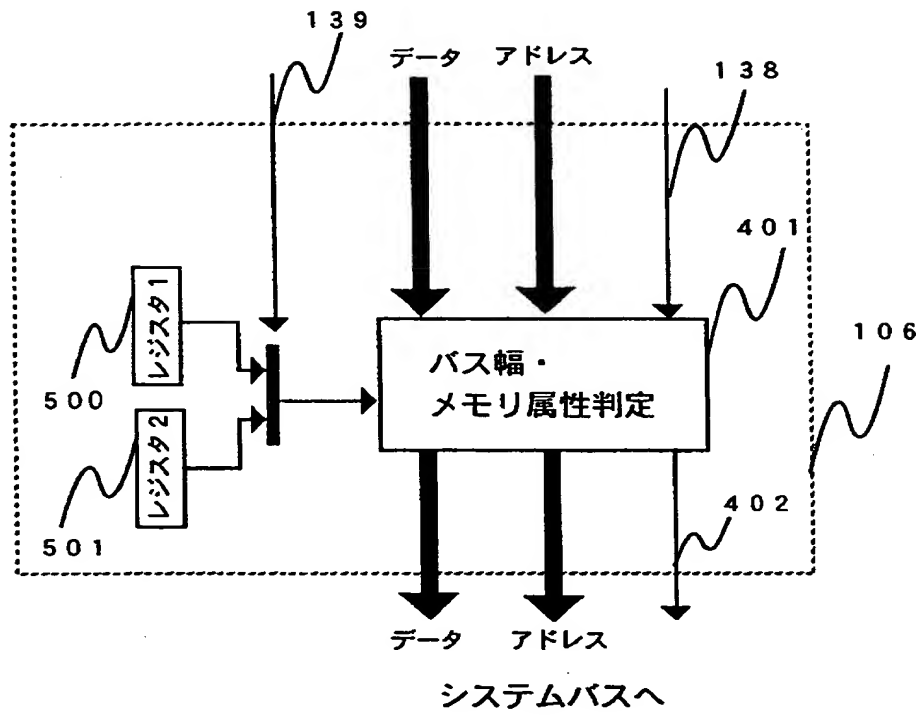 139
データ
アドレス
138
401
レジスタ1
106
バス幅・
メモリ属性判定
500
レジスタ2
402
501
データ
アドレス
システムバスへ